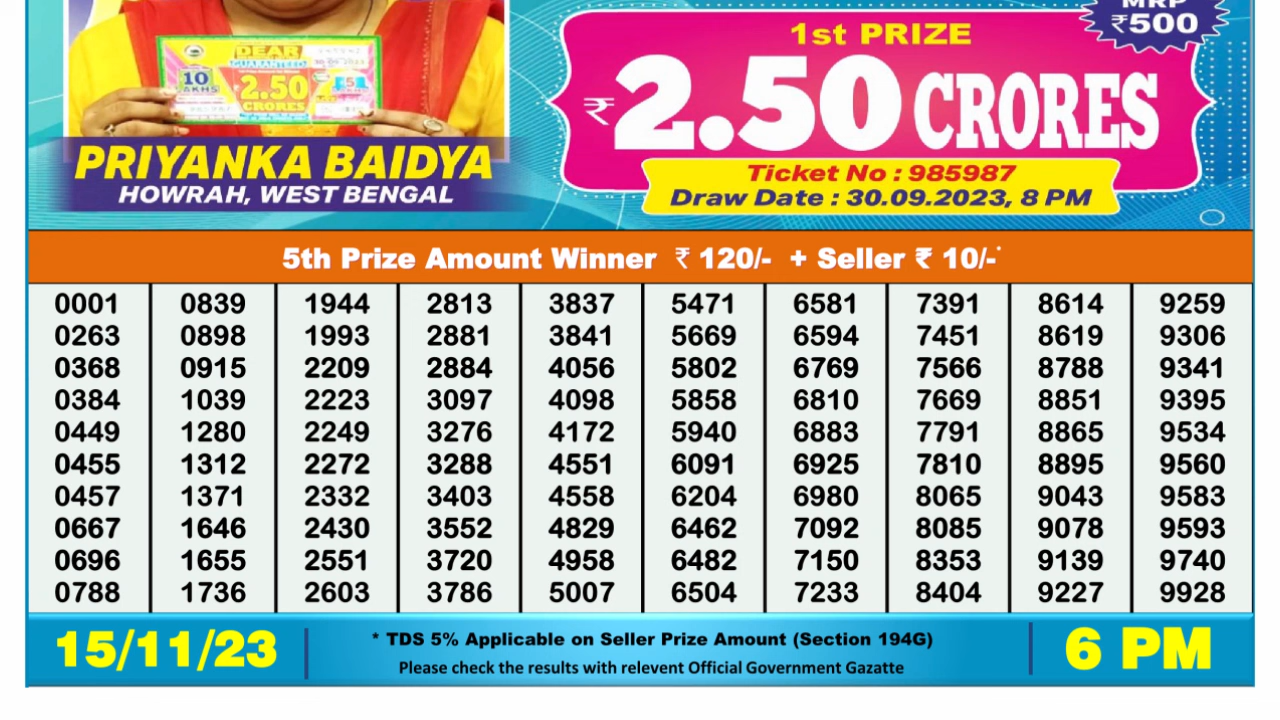 MRP
₹500
1st PRIZE
₹2.50 CRORES
DEAR
GUARANTEED
10
2.50
CRORES
PRIYANKA BAIDYA
HOWRAH, WEST BENGAL
Ticket No : 985987
Draw Date : 30.09.2023, 8 PM
5th Prize Amount Winner ₹ 120/- + Seller ₹ 10/-*
0001 0839 1944 2813 3837 5471 6581 7391 8614 9259
0263 0898 1993 2881 3841 5669 6594 7451 8619 9306
0368 0915 2209 2884 4056 5802 6769 7566 8788 9341
0384 1039 2223 3097 4098 5858 6810 7669 8851 9395
0449 1280 2249 3276 4172 5940 6883 7791 8865 9534
0455 1312 2272 3288 4551 6091 6925 7810 8895 9560
0457 1371 2332 3403 4558 6204 6980 8065 9043 9583
0667 1646 2430 3552 4829 6462 7092 8085 9078 9593
0696 1655 2551 3720 4958 6482 7150 8353 9139 9740
0788 1736 2603 3786 5007 6504 7233 8404 9227 9928
15/11/23
* TDS 5% Applicable on Seller Prize Amount (Section 194G)
Please check the results with relevent Official Government Gazatte
6 PM